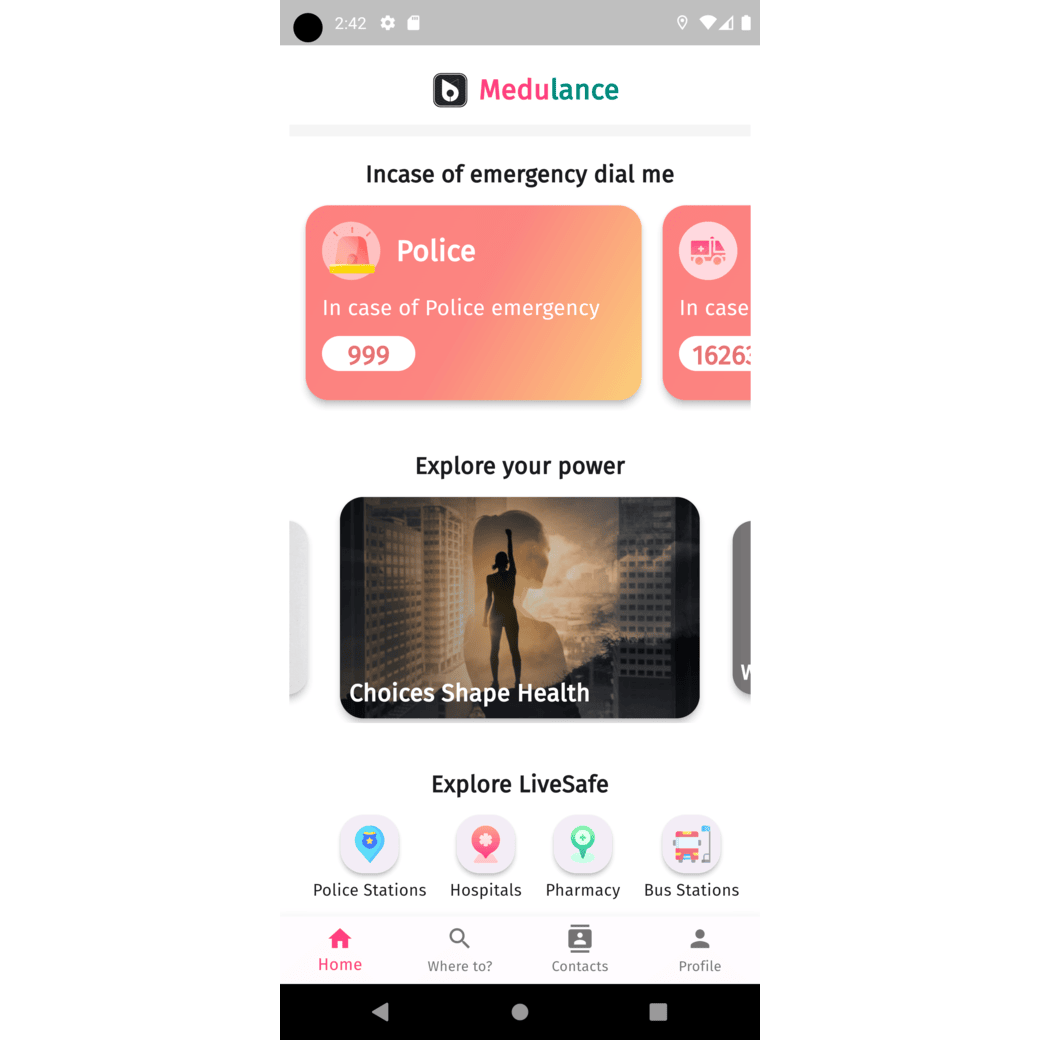 2:42
Medulance
Incase of emergency dial me
Police
In case of Police emergency
999
In case
16263
Explore your power
Choices Shape Health
W
Explore LiveSafe
Police Stations
Hospitals
Pharmacy
Bus Stations
Home
Where to?
Contacts
Profile